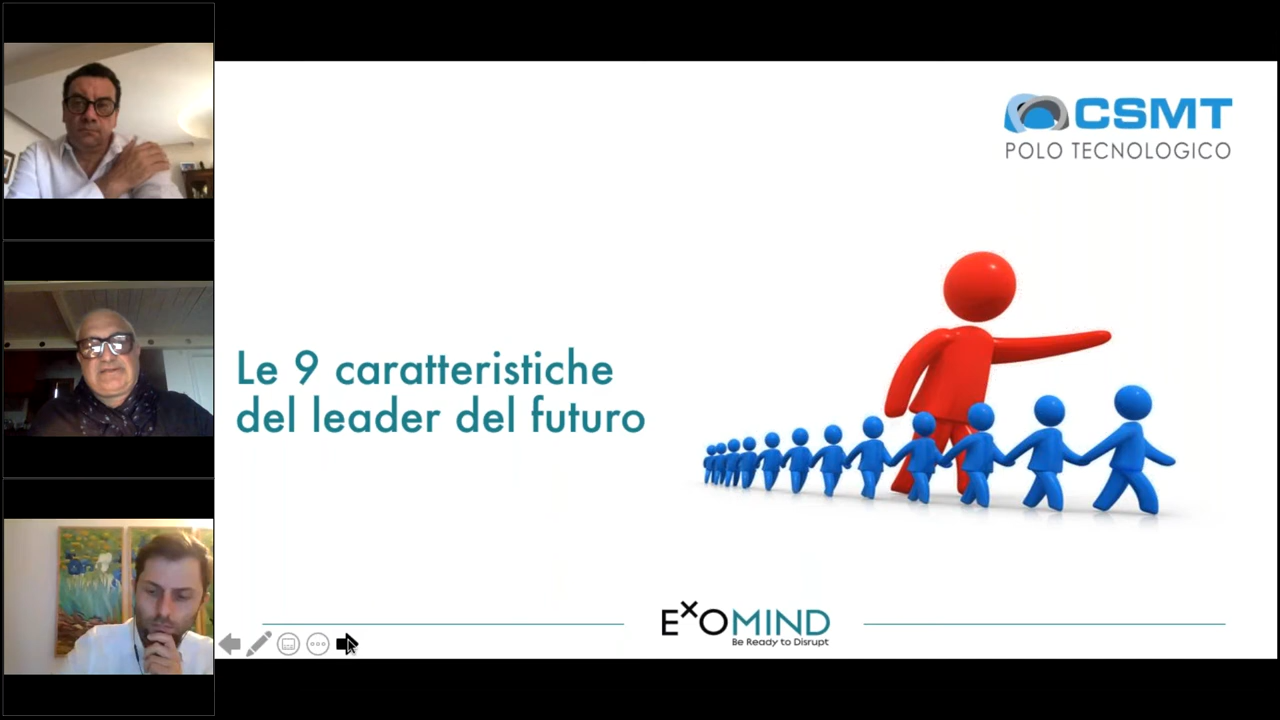 CSMT
POLO TECNOLOGICO
Le 9 caratteristiche
del leader del futuro
EXOMIND
Be Ready to Disrupt